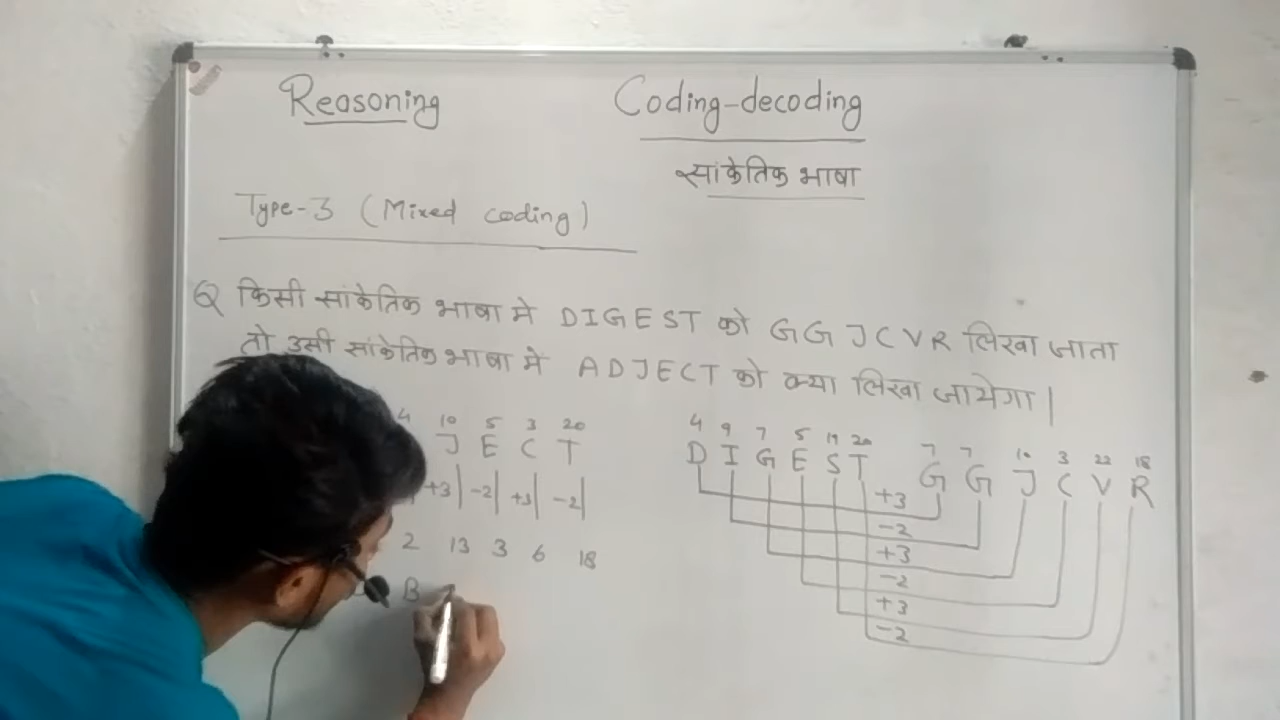 Reasoning
Coding-decoding
सांकेतिक भाषा
Type-3 (Mixed coding)
Q किसी सांकेतिक भाषा मे DIGEST को GGJCVR लिखा जाता
तो उसी सांकेतिक भाषा मे ADJECT को क्या लिखा जायेगा |
4 10 5 3 20
J E C T
+3| -2| +3| -2|
2 13 3 6 18
B
4 9 7 5 19 20
D I G E S T
7 7 10 3 22 18
G G J C V R
+3
-2
+3
-2
+3
-2